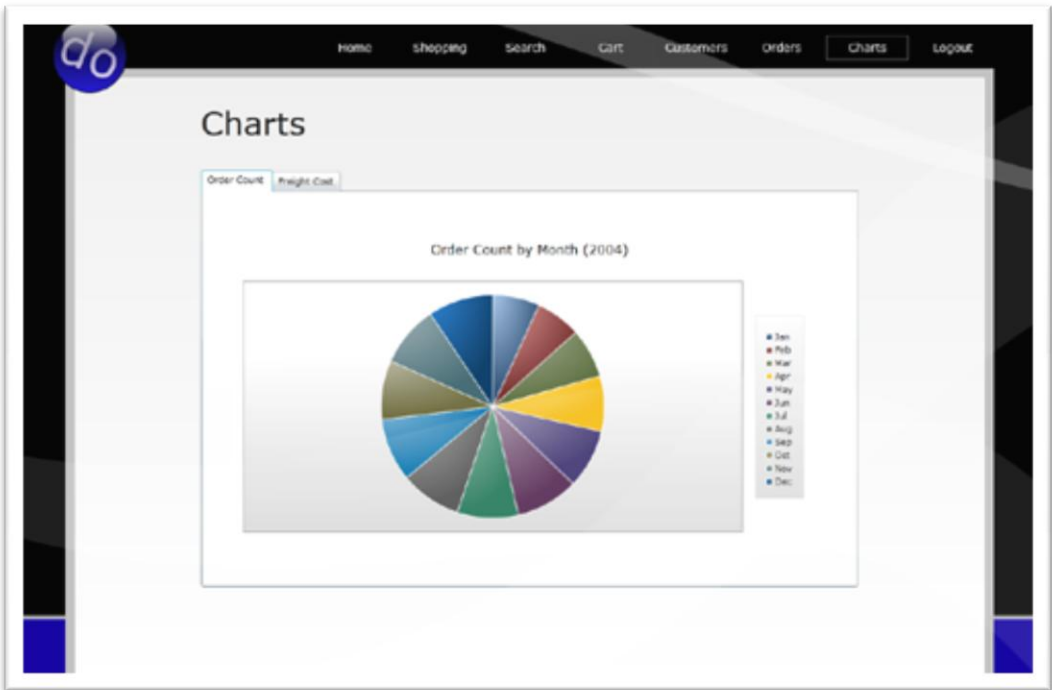 do
Home Shopping Search Cart Customers Orders Charts Logout
Charts
Order Count Freight Cost
Order Count by Month (2004)
Jan
Feb
Mar
Apr
May
Jun
Jul
Aug
Sep
Oct
Nov
Dec